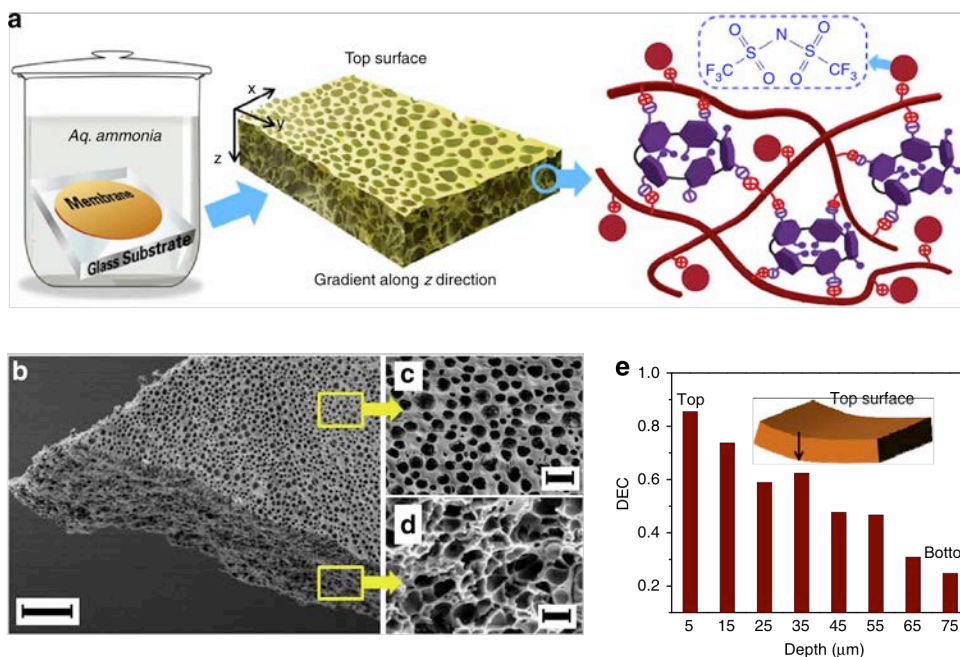 a
Aq. ammonia
Membrane
Glass Substrate
Top surface
x
y
z
Gradient along z direction
O N O
S S
F₃C O O CF₃
b
c
d
e
DEC
1.0
0.8
0.6
0.4
0.2
Top
Top surface
Botto
5 15 25 35 45 55 65 75
Depth (μm)